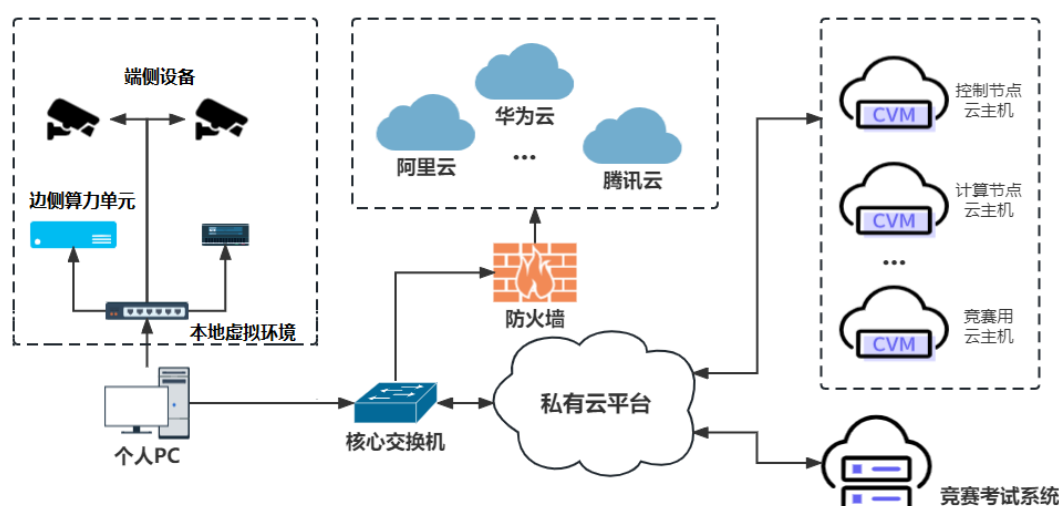 端侧设备
边侧算力单元
本地虚拟环境
个人PC
华为云
阿里云
...
腾讯云
防火墙
核心交换机
私有云平台
CVM
控制节点
云主机
CVM
计算节点
云主机
...
CVM
竞赛用
云主机
竞赛考试系统